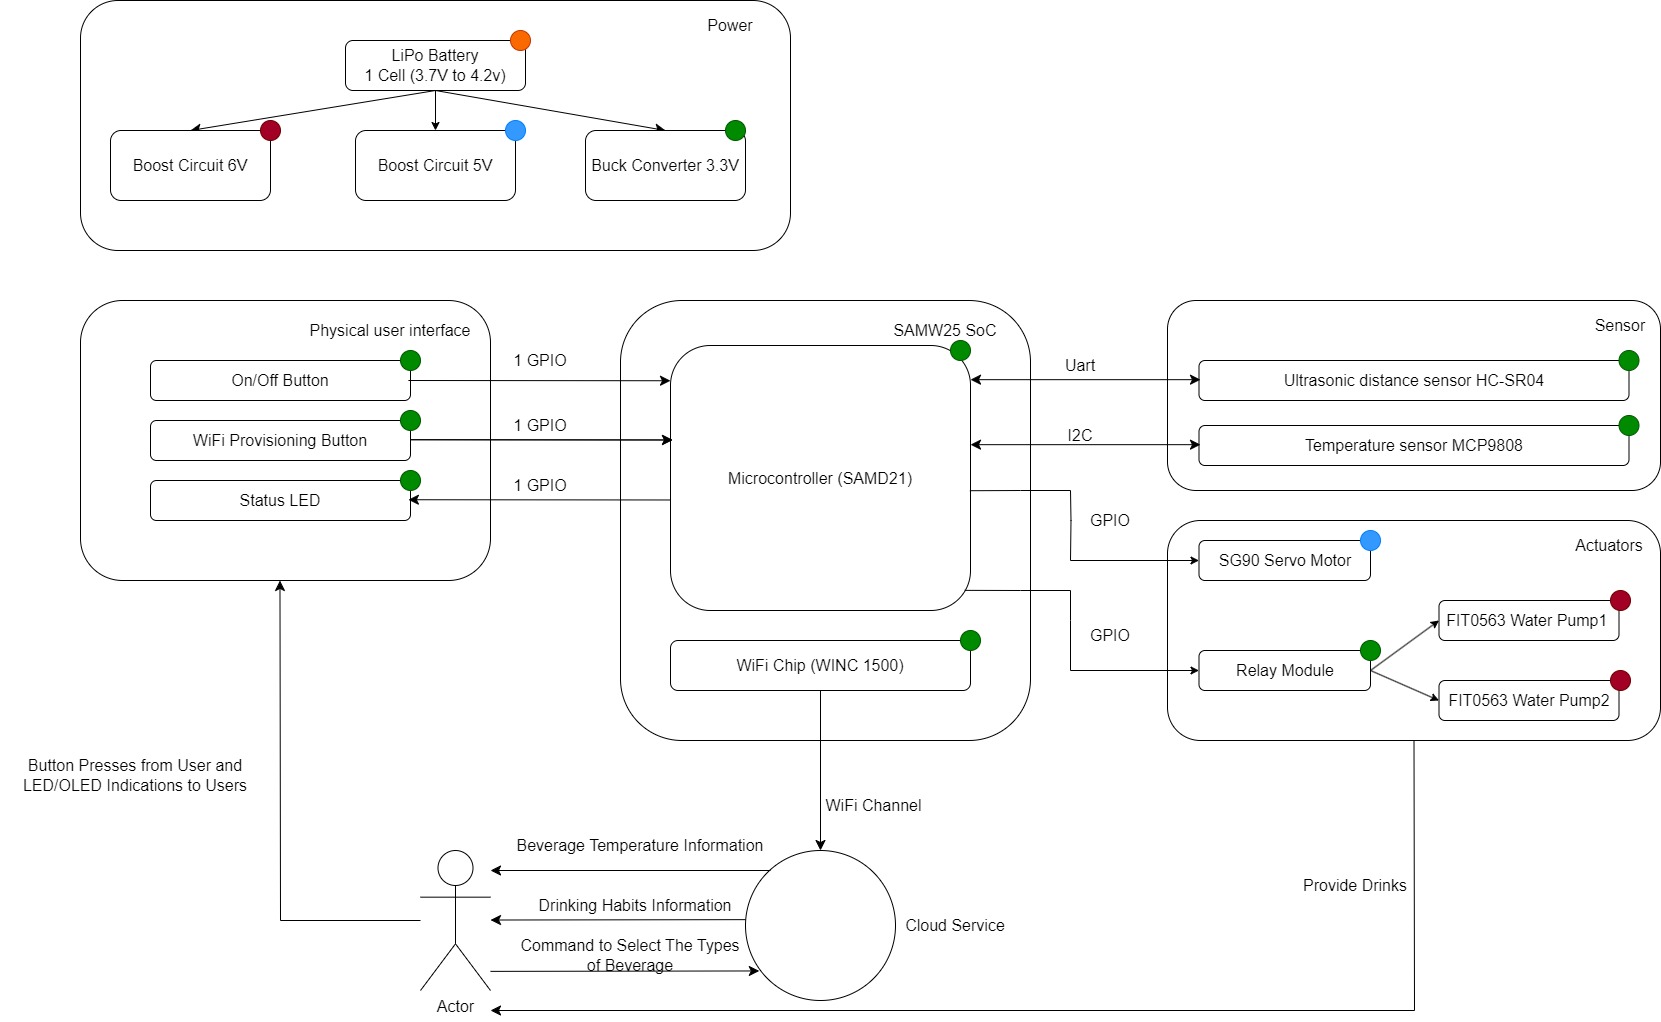 Power
LiPo Battery
1 Cell (3.7V to 4.2v)
Boost Circuit 6V
Boost Circuit 5V
Buck Converter 3.3V
Physical user interface
On/Off Button
WiFi Provisioning Button
Status LED
1 GPIO
1 GPIO
1 GPIO
SAMW25 SoC
Microcontroller (SAMD21)
WiFi Chip (WINC 1500)
Uart
I2C
GPIO
GPIO
Sensor
Ultrasonic distance sensor HC-SR04
Temperature sensor MCP9808
Actuators
SG90 Servo Motor
Relay Module
FIT0563 Water Pump1
FIT0563 Water Pump2
Button Presses from User and
LED/OLED Indications to Users
WiFi Channel
Beverage Temperature Information
Drinking Habits Information
Command to Select The Types
of Beverage
Cloud Service
Provide Drinks
Actor